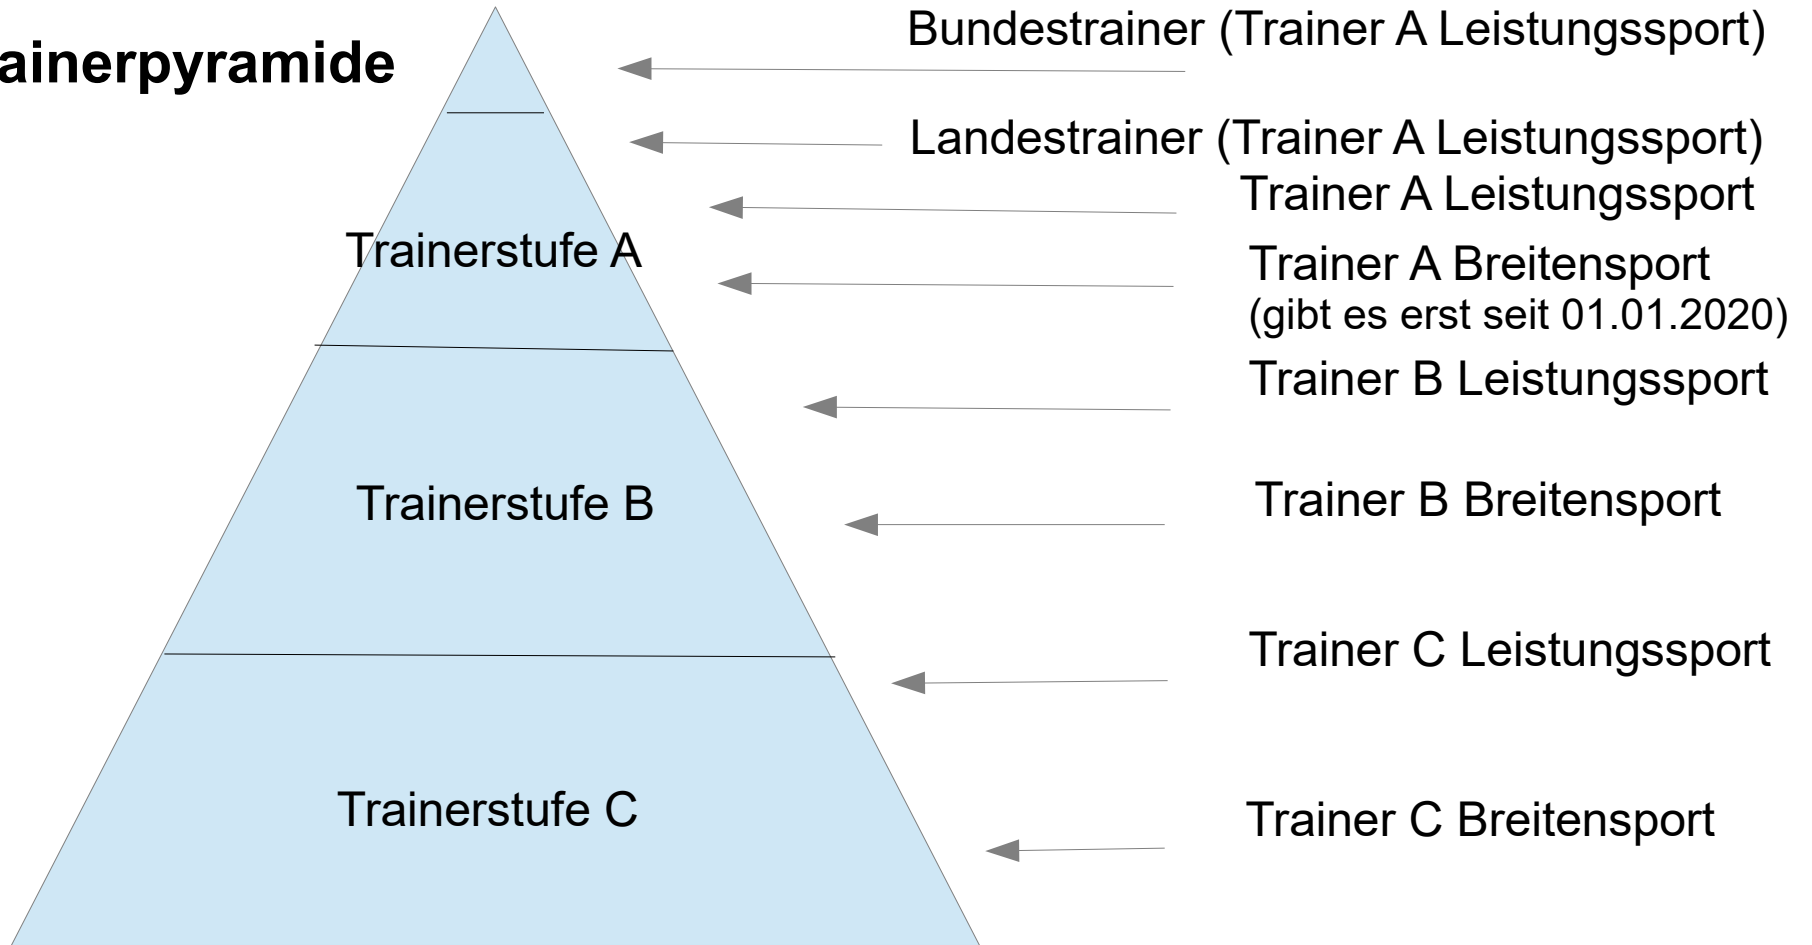 ainerpyramide
Bundestrainer (Trainer A Leistungssport)
Landestrainer (Trainer A Leistungssport)
Trainer A Leistungssport
Trainerstufe A
Trainer A Breitensport
(gibt es erst seit 01.01.2020)
Trainer B Leistungssport
Trainerstufe B
Trainer B Breitensport
Trainer C Leistungssport
Trainerstufe C
Trainer C Breitensport